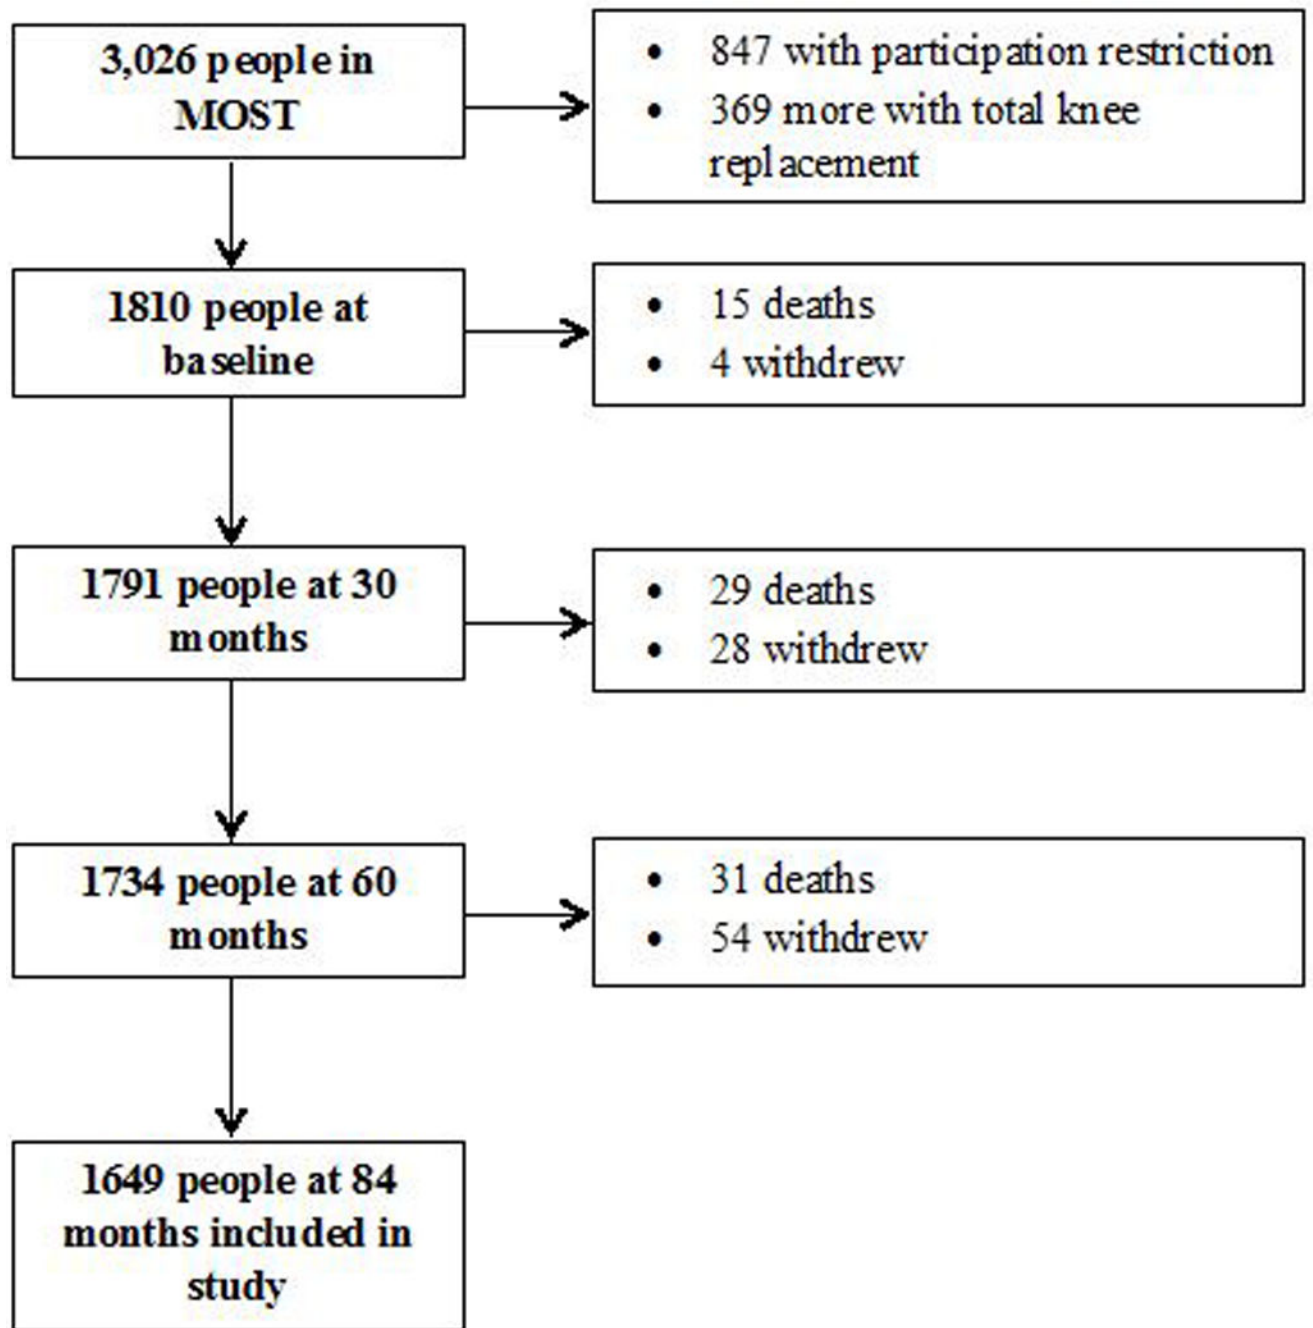 3,026 people in
MOST
• 847 with participation restriction
• 369 more with total knee
replacement
1810 people at
baseline
• 15 deaths
• 4 withdrew
1791 people at 30
months
• 29 deaths
• 28 withdrew
1734 people at 60
months
• 31 deaths
• 54 withdrew
1649 people at 84
months included in
study